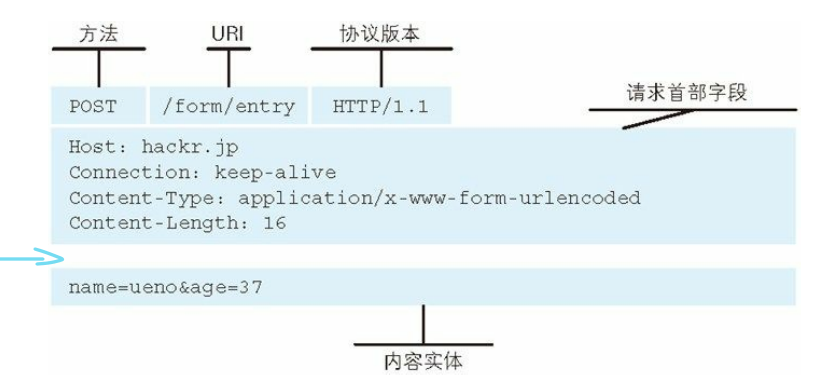 方法 URI 协议版本
请求首部字段
POST /form/entry HTTP/1.1
Host: hackr.jp
Connection: keep-alive
Content-Type: application/x-www-form-urlencoded
Content-Length: 16
name=ueno&age=37
内容实体